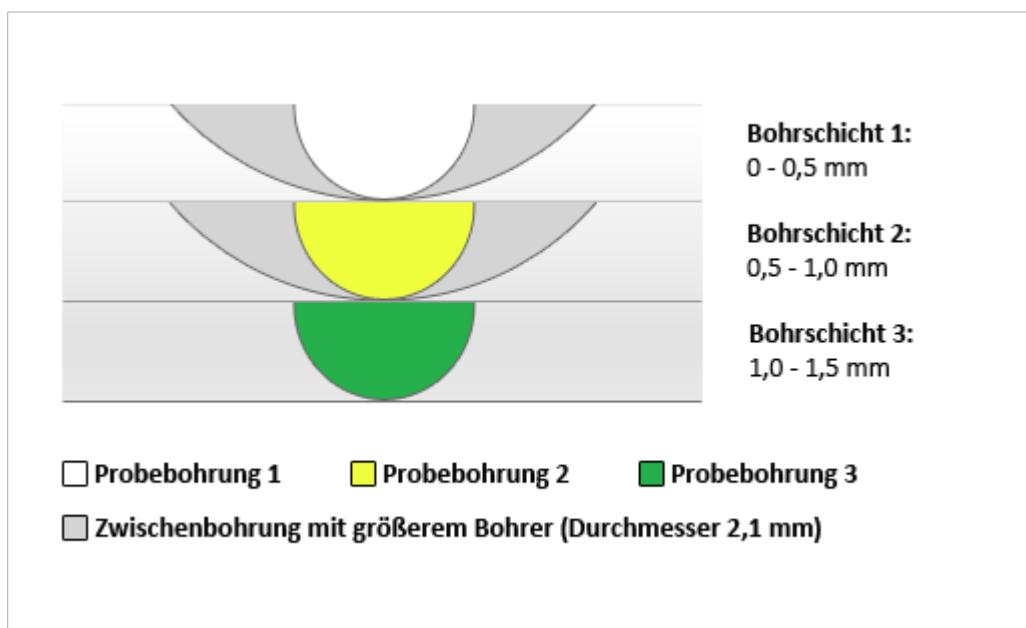 Bohrschicht 1:
0 - 0,5 mm
Bohrschicht 2:
0,5 - 1,0 mm
Bohrschicht 3:
1,0 - 1,5 mm
Probebohrung 1
Probebohrung 2
Probebohrung 3
Zwischenbohrung mit größerem Bohrer (Durchmesser 2,1 mm)